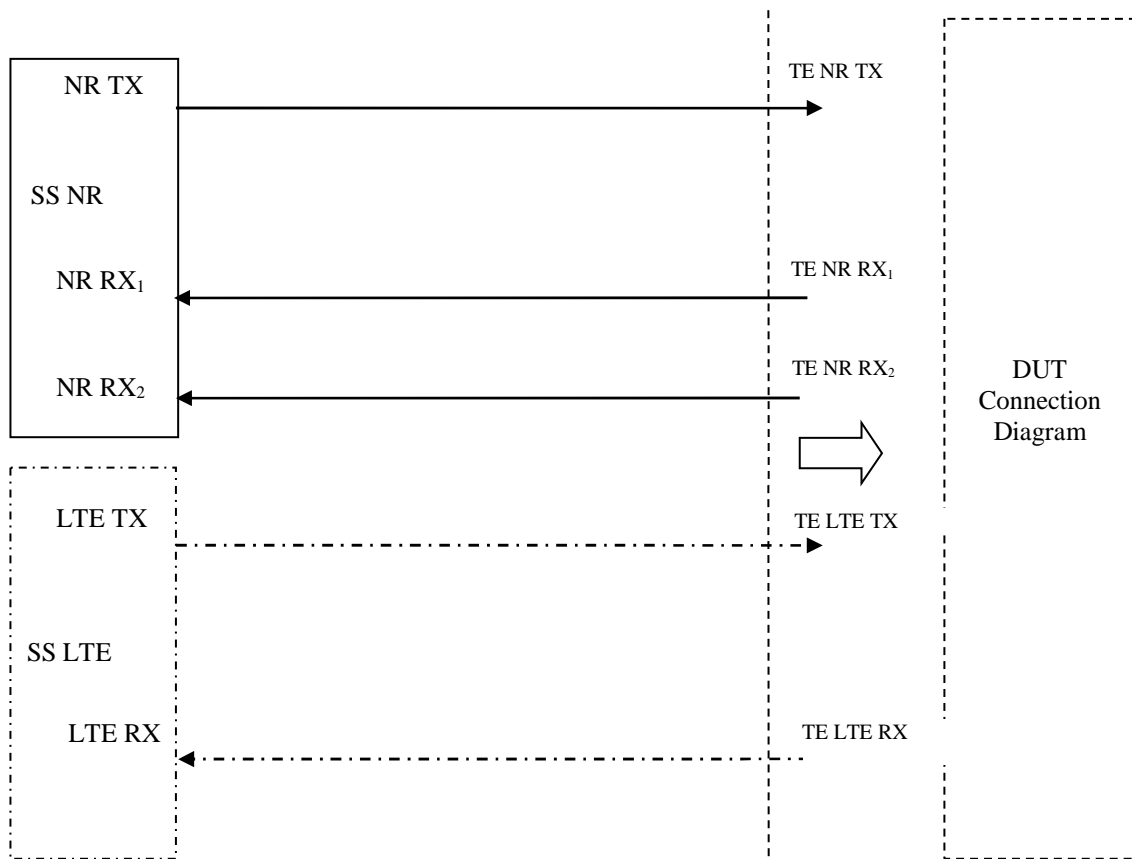 NR TX
TE NR TX
SS NR
NR RX₁
TE NR RX₁
NR RX₂
TE NR RX₂
DUT
Connection
Diagram
LTE TX
TE LTE TX
SS LTE
LTE RX
TE LTE RX